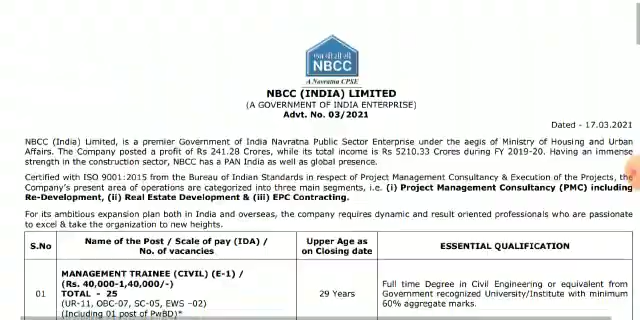 एन बी सी सी
NBCC
A Navratna CPSE
NBCC (INDIA) LIMITED
(A GOVERNMENT OF INDIA ENTERPRISE)
Advt. No. 03/2021
Dated - 17.03.2021
NBCC (India) Limited, is a premier Government of India Navratna Public Sector Enterprise under the aegis of Ministry of Housing and Urban
Affairs. The Company posted a profit of Rs 241.28 Crores, while its total income is Rs 5210.33 Crores during FY 2019-20. Having an immense
strength in the construction sector, NBCC has a PAN India as well as global presence.
Certified with ISO 9001:2015 from the Bureau of Indian Standards in respect of Project Management Consultancy & Execution of the Projects, the
Company's present area of operations are categorized into three main segments, i.e. (i) Project Management Consultancy (PMC) including
Re-Development, (ii) Real Estate Development & (iii) EPC Contracting.
For its ambitious expansion plan both in India and overseas, the company requires dynamic and result oriented professionals who are passionate
to excel & take the organization to new heights.
S.No
Name of the Post / Scale of pay (IDA) /
No. of vacancies
Upper Age as
on Closing date
ESSENTIAL QUALIFICATION
01
MANAGEMENT TRAINEE (CIVIL) (E-1) /
(Rs. 40,000-1,40,000/-)
TOTAL - 25
(UR-11, OBC-07, SC-05, EWS –02)
(Including 01 post of PwBD)*
29 Years
Full time Degree in Civil Engineering or equivalent from
Government recognized University/Institute with minimum
60% aggregate marks.